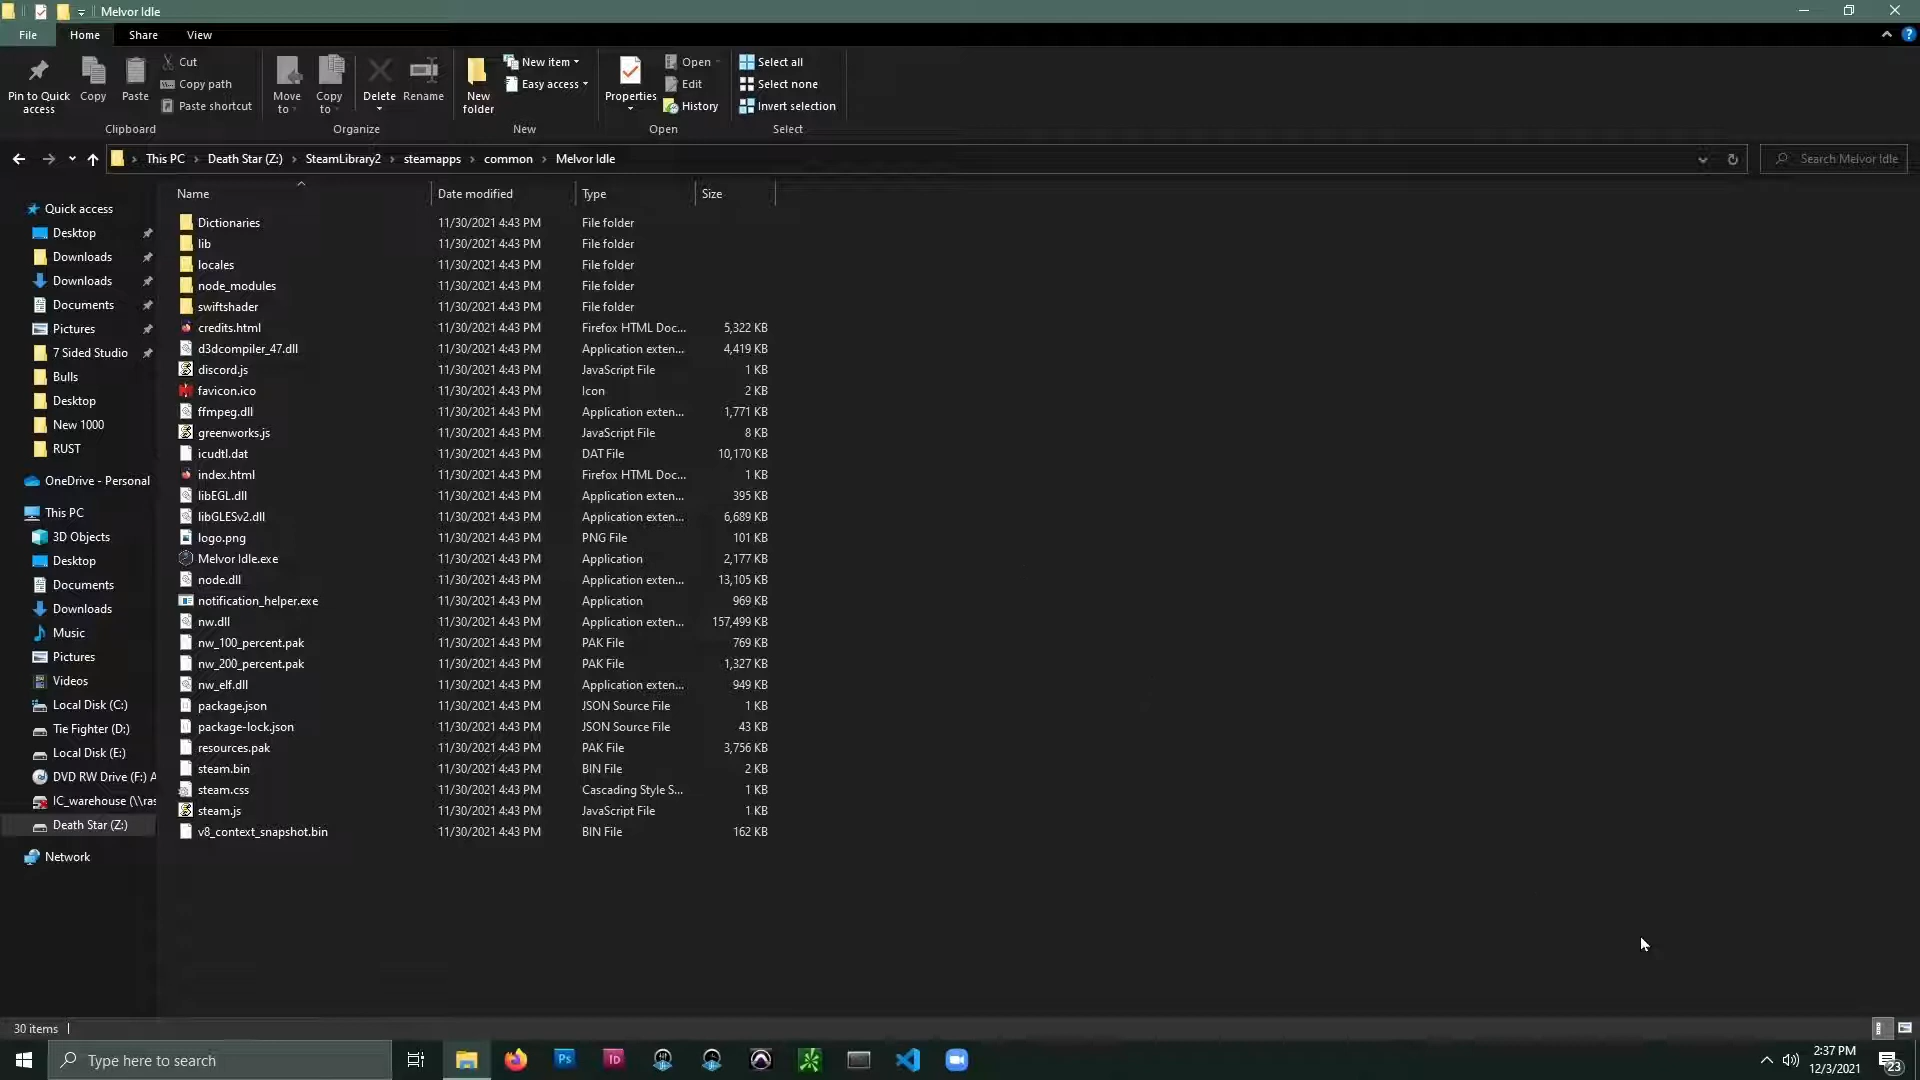 Melvor Idle
File Home Share View
Pin to Quick access
Copy
Paste
Cut
Copy path
Paste shortcut
Clipboard
Move to
Copy to
Delete
Rename
Organize
New folder
New item
Easy access
New
Properties
Open
Edit
History
Open
Select all
Select none
Invert selection
Select
This PC > Death Star (Z:) > SteamLibrary2 > steamapps > common > Melvor Idle
Search Melvor Idle
Quick access
Desktop
Downloads
Downloads
Documents
Pictures
7 Sided Studio
Bulls
Desktop
New 1000
RUST
OneDrive - Personal
This PC
3D Objects
Desktop
Documents
Downloads
Music
Pictures
Videos
Local Disk (C:)
Tie Fighter (D:)
Local Disk (E:)
DVD RW Drive (F:) A
IC_warehouse (\\ras
Death Star (Z:)
Network
Name Date modified Type Size
Dictionaries 11/30/2021 4:43 PM File folder
lib 11/30/2021 4:43 PM File folder
locales 11/30/2021 4:43 PM File folder
node_modules 11/30/2021 4:43 PM File folder
swiftshader 11/30/2021 4:43 PM File folder
credits.html 11/30/2021 4:43 PM Firefox HTML Doc... 5,322 KB
d3dcompiler_47.dll 11/30/2021 4:43 PM Application exten... 4,419 KB
discord.js 11/30/2021 4:43 PM JavaScript File 1 KB
favicon.ico 11/30/2021 4:43 PM Icon 2 KB
ffmpeg.dll 11/30/2021 4:43 PM Application exten... 1,771 KB
greenworks.js 11/30/2021 4:43 PM JavaScript File 8 KB
icudtl.dat 11/30/2021 4:43 PM DAT File 10,170 KB
index.html 11/30/2021 4:43 PM Firefox HTML Doc... 1 KB
libEGL.dll 11/30/2021 4:43 PM Application exten... 395 KB
libGLESv2.dll 11/30/2021 4:43 PM Application exten... 6,689 KB
logo.png 11/30/2021 4:43 PM PNG File 101 KB
Melvor Idle.exe 11/30/2021 4:43 PM Application 2,177 KB
node.dll 11/30/2021 4:43 PM Application exten... 13,105 KB
notification_helper.exe 11/30/2021 4:43 PM Application 969 KB
nw.dll 11/30/2021 4:43 PM Application exten... 157,499 KB
nw_100_percent.pak 11/30/2021 4:43 PM PAK File 769 KB
nw_200_percent.pak 11/30/2021 4:43 PM PAK File 1,327 KB
nw_elf.dll 11/30/2021 4:43 PM Application exten... 949 KB
package.json 11/30/2021 4:43 PM JSON Source File 1 KB
package-lock.json 11/30/2021 4:43 PM JSON Source File 43 KB
resources.pak 11/30/2021 4:43 PM PAK File 3,756 KB
steam.bin 11/30/2021 4:43 PM BIN File 2 KB
steam.css 11/30/2021 4:43 PM Cascading Style S... 1 KB
steam.js 11/30/2021 4:43 PM JavaScript File 1 KB
v8_context_snapshot.bin 11/30/2021 4:43 PM BIN File 162 KB
30 items
Type here to search
Ps
ID
2:37 PM
12/3/2021
23